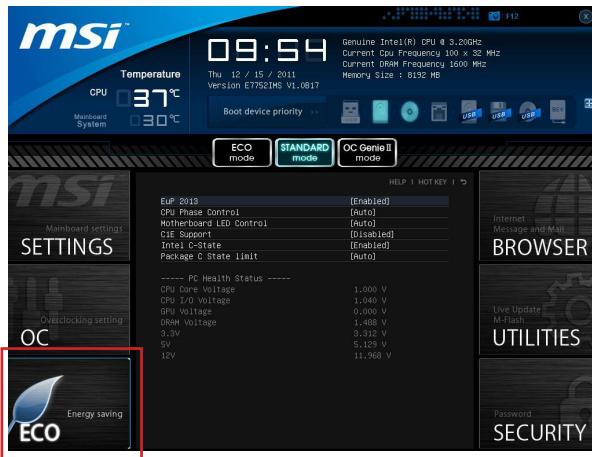 msi
F12
X
Temperature
CPU 37°C
Mainboard
System 30°C
09:54
Thu 12 / 15 / 2011
Version E7752IMS V1.0B17
Genuine Intel(R) CPU @ 3.20GHz
Current Cpu Frequency 100 x 32 MHz
Current DRAM Frequency 1600 MHz
Memory Size : 8192 MB
Boot device priority
USB USB USB
ECO
mode
STANDARD
mode
OC Genie II
mode
HELP | HOT KEY |
msi
Mainboard settings
SETTINGS
Overclocking setting
OC
Energy saving
ECO
EuP 2013 [Enabled]
CPU Phase Control [Auto]
Motherboard LED Control [Auto]
C1E Support [Disabled]
Intel C-State [Enabled]
Package C State limit [Auto]
----- PC Health Status -----
CPU Core Voltage 1.000 V
CPU I/O Voltage 1.040 V
GPU Voltage 0.000 V
DRAM Voltage 1.488 V
3.3V 3.312 V
5V 5.129 V
12V 11.968 V
Internet
Message and Mail
BROWSER
Live Update
M-Flash
UTILITIES
Password
SECURITY